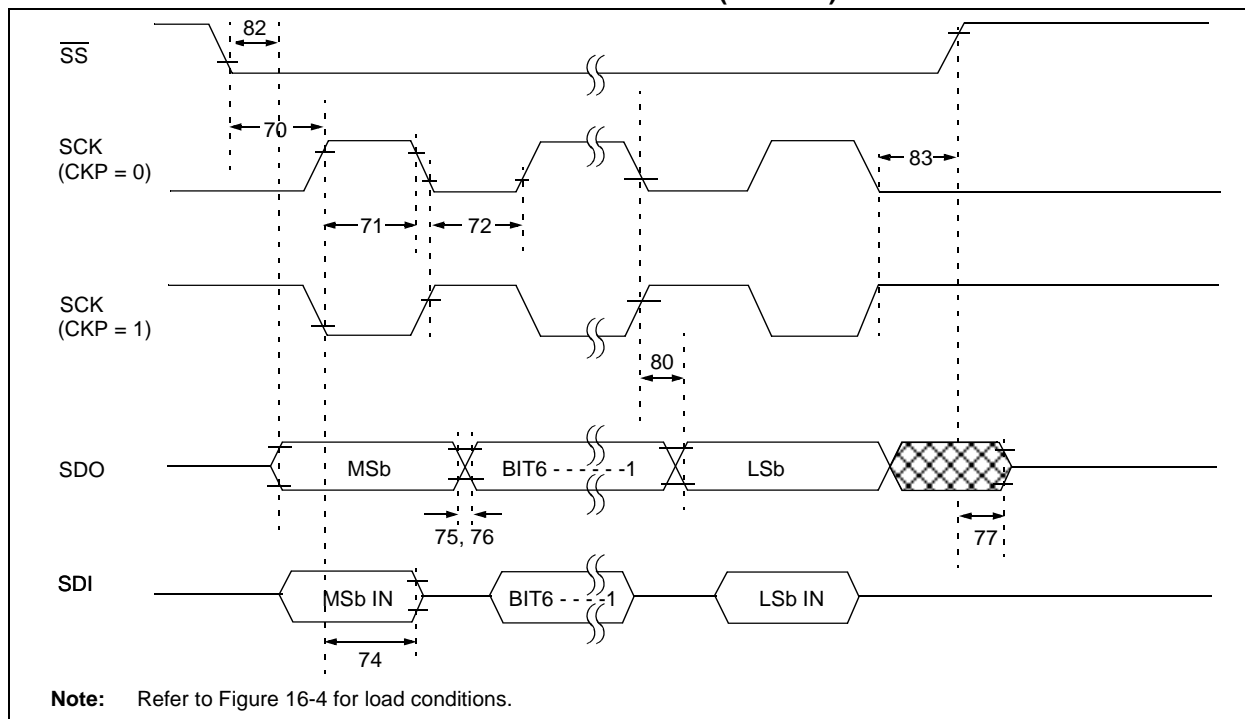 82
SS
70
SCK
(CKP = 0)
83
71
72
SCK
(CKP = 1)
80
SDO
MSb
BIT6 - - - - - -1
LSb
75, 76
77
SDI
MSb IN
BIT6 - - - -1
LSb IN
74
Note: Refer to Figure 16-4 for load conditions.